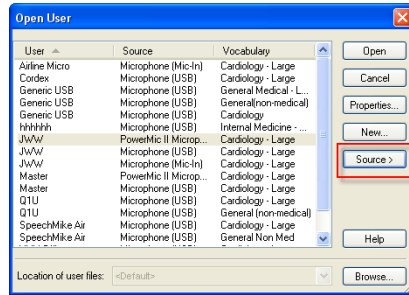 Open User
User Source Vocabulary
Airline Micro Microphone (Mic-In) Cardiology - Large
Cordex Microphone (USB) Cardiology - Large
Generic USB Microphone (USB) General Medical - L...
Generic USB Microphone (USB) General(non-medical)
Generic USB Microphone (USB) Cardiology
hhhhhh Microphone (USB) Internal Medicine - ...
JWW PowerMic II Microp... Cardiology - Large
JWW Microphone (USB) Cardiology - Large
JWW Microphone (Mic-In) Cardiology - Large
Master PowerMic II Microp... Cardiology - Large
Master Microphone (USB) Cardiology - Large
Q1U Microphone (USB) Cardiology - Large
Q1U Microphone (USB) General (non-medical)
SpeechMike Air Microphone (USB) Cardiology - Large
SpeechMike Air Microphone (USB) General Non Med
Open
Cancel
Properties...
New...
Source >
Help
Location of user files: <Default>
Browse...